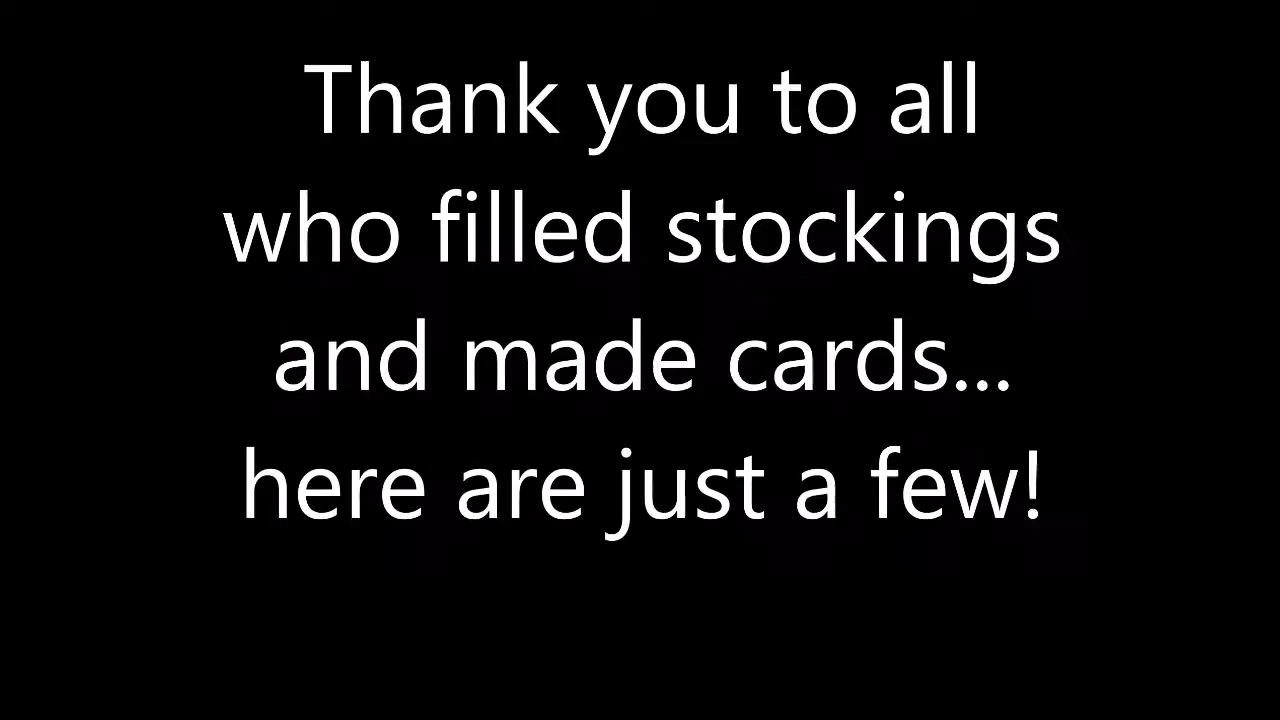 Thank you to all
who filled stockings
and made cards...
here are just a few!